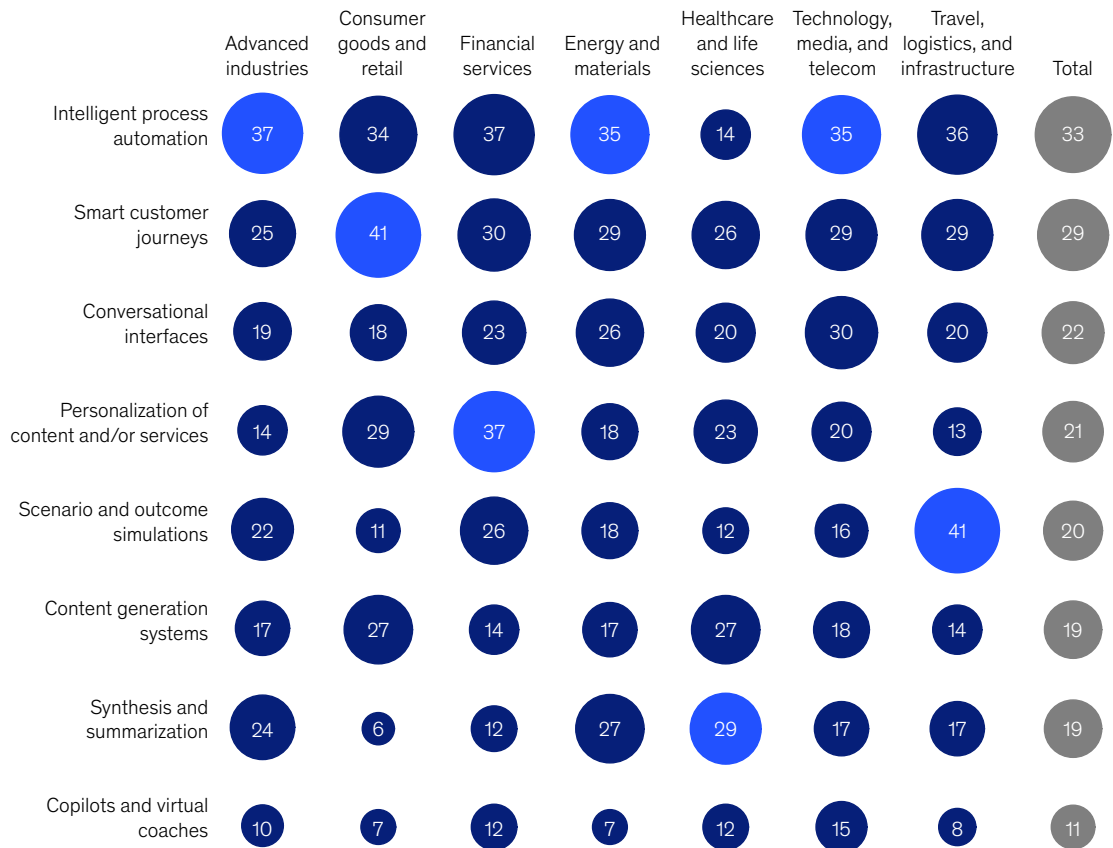 Advanced industries
Consumer goods and retail
Financial services
Energy and materials
Healthcare and life sciences
Technology, media, and telecom
Travel, logistics, and infrastructure
Total
Intelligent process automation
37 34 37 35 14 35 36 33
Smart customer journeys
25 41 30 29 26 29 29 29
Conversational interfaces
19 18 23 26 20 30 20 22
Personalization of content and/or services
14 29 37 18 23 20 13 21
Scenario and outcome simulations
22 11 26 18 12 16 41 20
Content generation systems
17 27 14 17 27 18 14 19
Synthesis and summarization
24 6 12 27 29 17 17 19
Copilots and virtual coaches
10 7 12 7 12 15 8 11